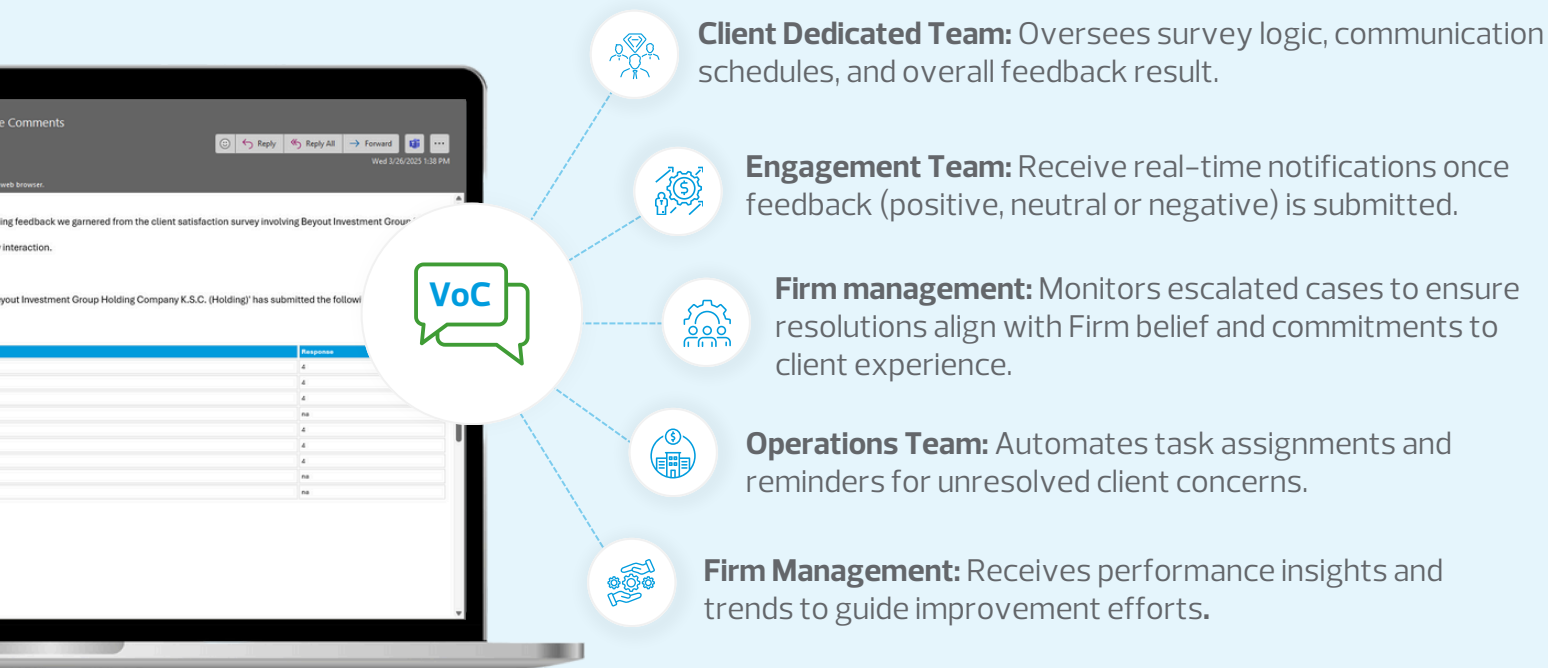 e Comments
Reply
Reply All
Forward
Wed 3/26/2025 1:38 PM
web browser.
ing feedback we garnered from the client satisfaction survey involving Beyout Investment Group
interaction.
eyout Investment Group Holding Company K.S.C. (Holding)' has submitted the followi
Response
4
4
4
na
4
4
4
na
na
VoC
Client Dedicated Team: Oversees survey logic, communication
schedules, and overall feedback result.
Engagement Team: Receive real-time notifications once
feedback (positive, neutral or negative) is submitted.
Firm management: Monitors escalated cases to ensure
resolutions align with Firm belief and commitments to
client experience.
Operations Team: Automates task assignments and
reminders for unresolved client concerns.
Firm Management: Receives performance insights and
trends to guide improvement efforts.